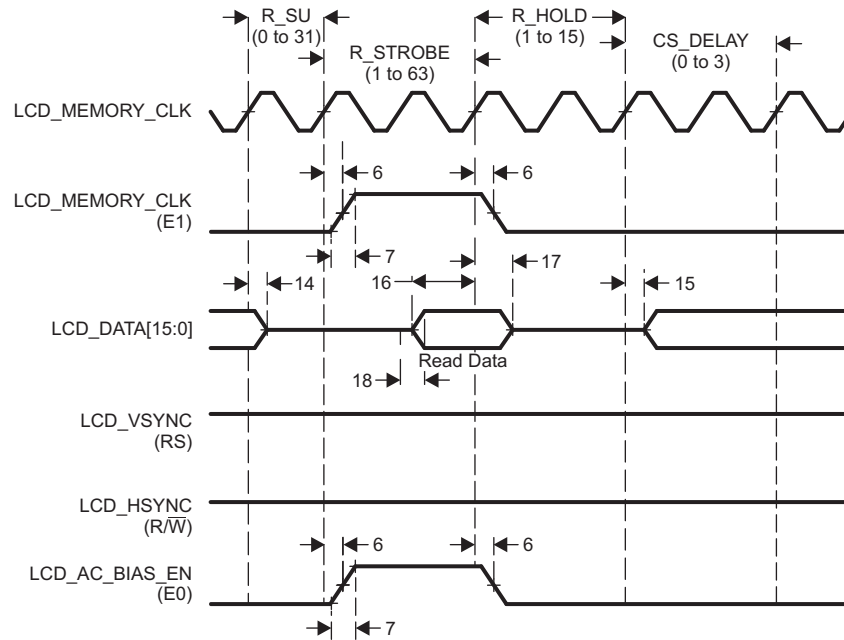 R_SU
(0 to 31)
R_STROBE
(1 to 63)
R_HOLD
(1 to 15)
CS_DELAY
(0 to 3)
LCD_MEMORY_CLK
6
6
LCD_MEMORY_CLK
(E1)
7
14
16
17
15
LCD_DATA[15:0]
Read Data
18
LCD_VSYNC
(RS)
LCD_HSYNC
(R/W̅)
6
6
LCD_AC_BIAS_EN
(E0)
7